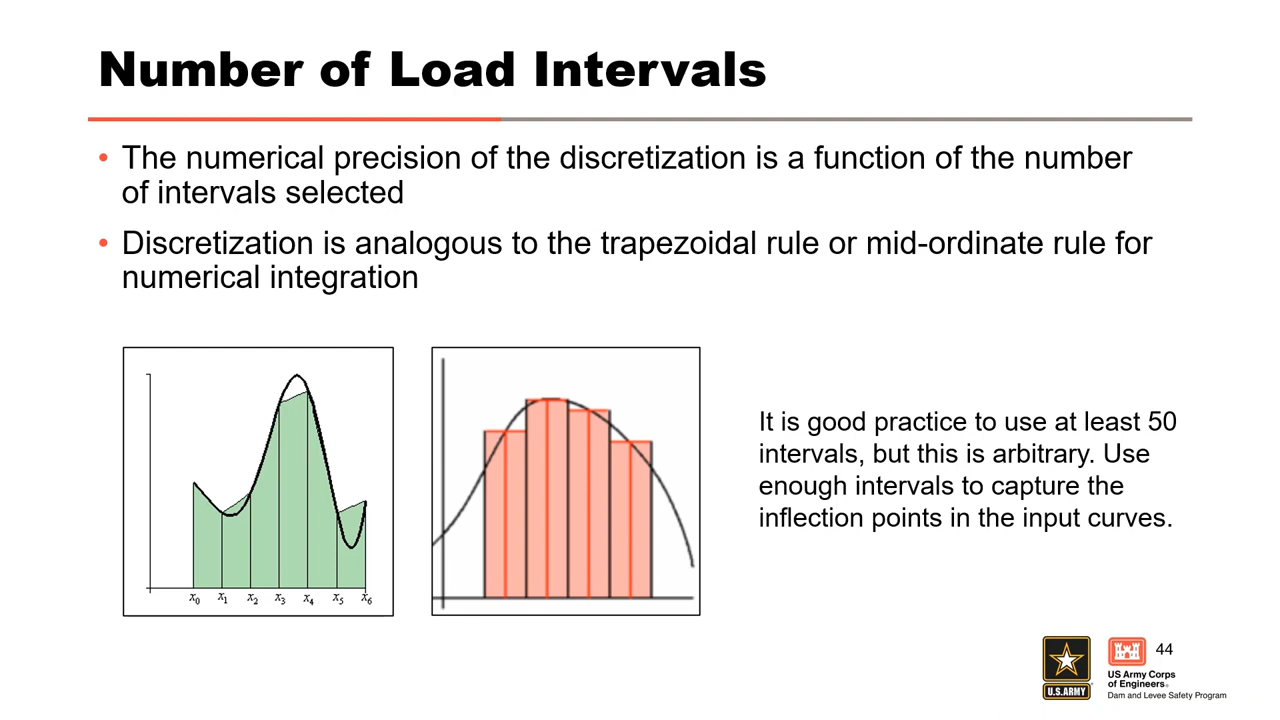 Number of Load Intervals
• The numerical precision of the discretization is a function of the number
of intervals selected
• Discretization is analogous to the trapezoidal rule or mid-ordinate rule for
numerical integration
x0 x1 x2 x3 x4 x5 x6
It is good practice to use at least 50
intervals, but this is arbitrary. Use
enough intervals to capture the
inflection points in the input curves.
U.S.ARMY
US Army Corps
of Engineers®
Dam and Levee Safety Program
44